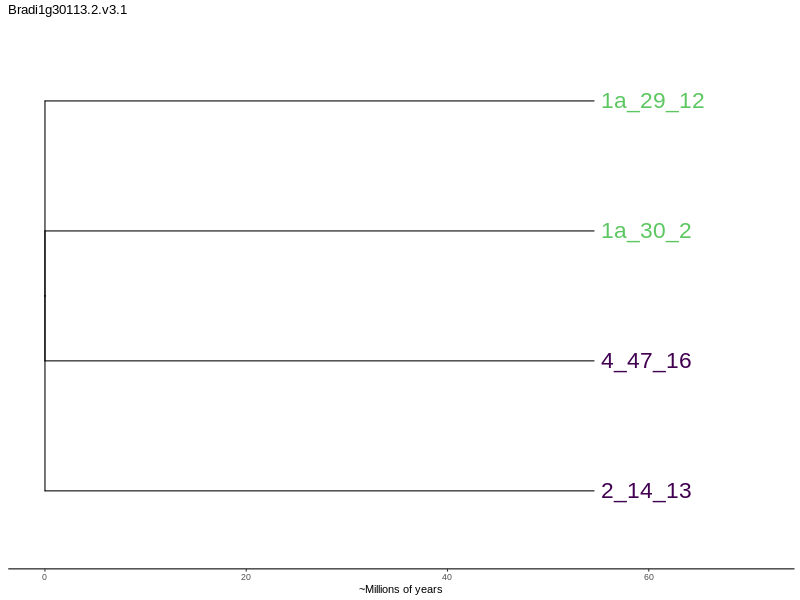 Bradi1g30113.2.v3.1
1a_29_12
1a_30_2
4_47_16
2_14_13
0 20 40 60
~Millions of years